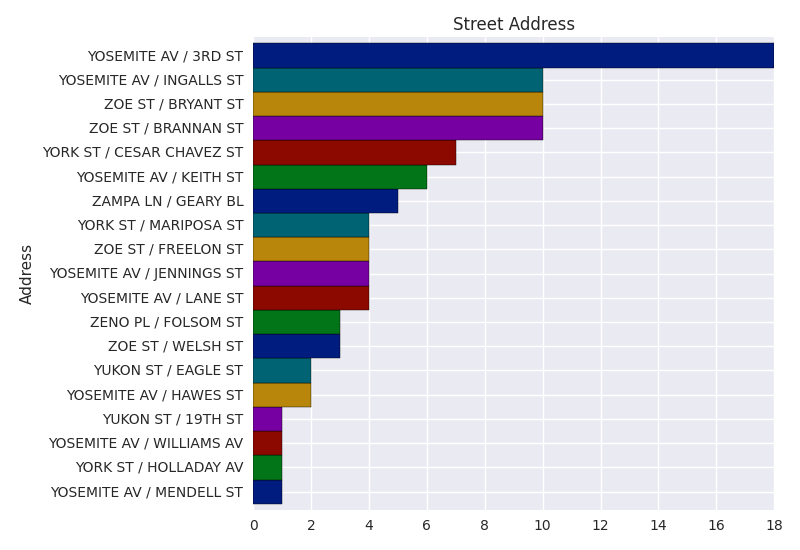 Street Address
YOSEMITE AV / 3RD ST
YOSEMITE AV / INGALLS ST
ZOE ST / BRYANT ST
ZOE ST / BRANNAN ST
YORK ST / CESAR CHAVEZ ST
YOSEMITE AV / KEITH ST
ZAMPA LN / GEARY BL
YORK ST / MARIPOSA ST
ZOE ST / FREELON ST
YOSEMITE AV / JENNINGS ST
YOSEMITE AV / LANE ST
ZENO PL / FOLSOM ST
ZOE ST / WELSH ST
YUKON ST / EAGLE ST
YOSEMITE AV / HAWES ST
YUKON ST / 19TH ST
YOSEMITE AV / WILLIAMS AV
YORK ST / HOLLADAY AV
YOSEMITE AV / MENDELL ST
Address
0 2 4 6 8 10 12 14 16 18